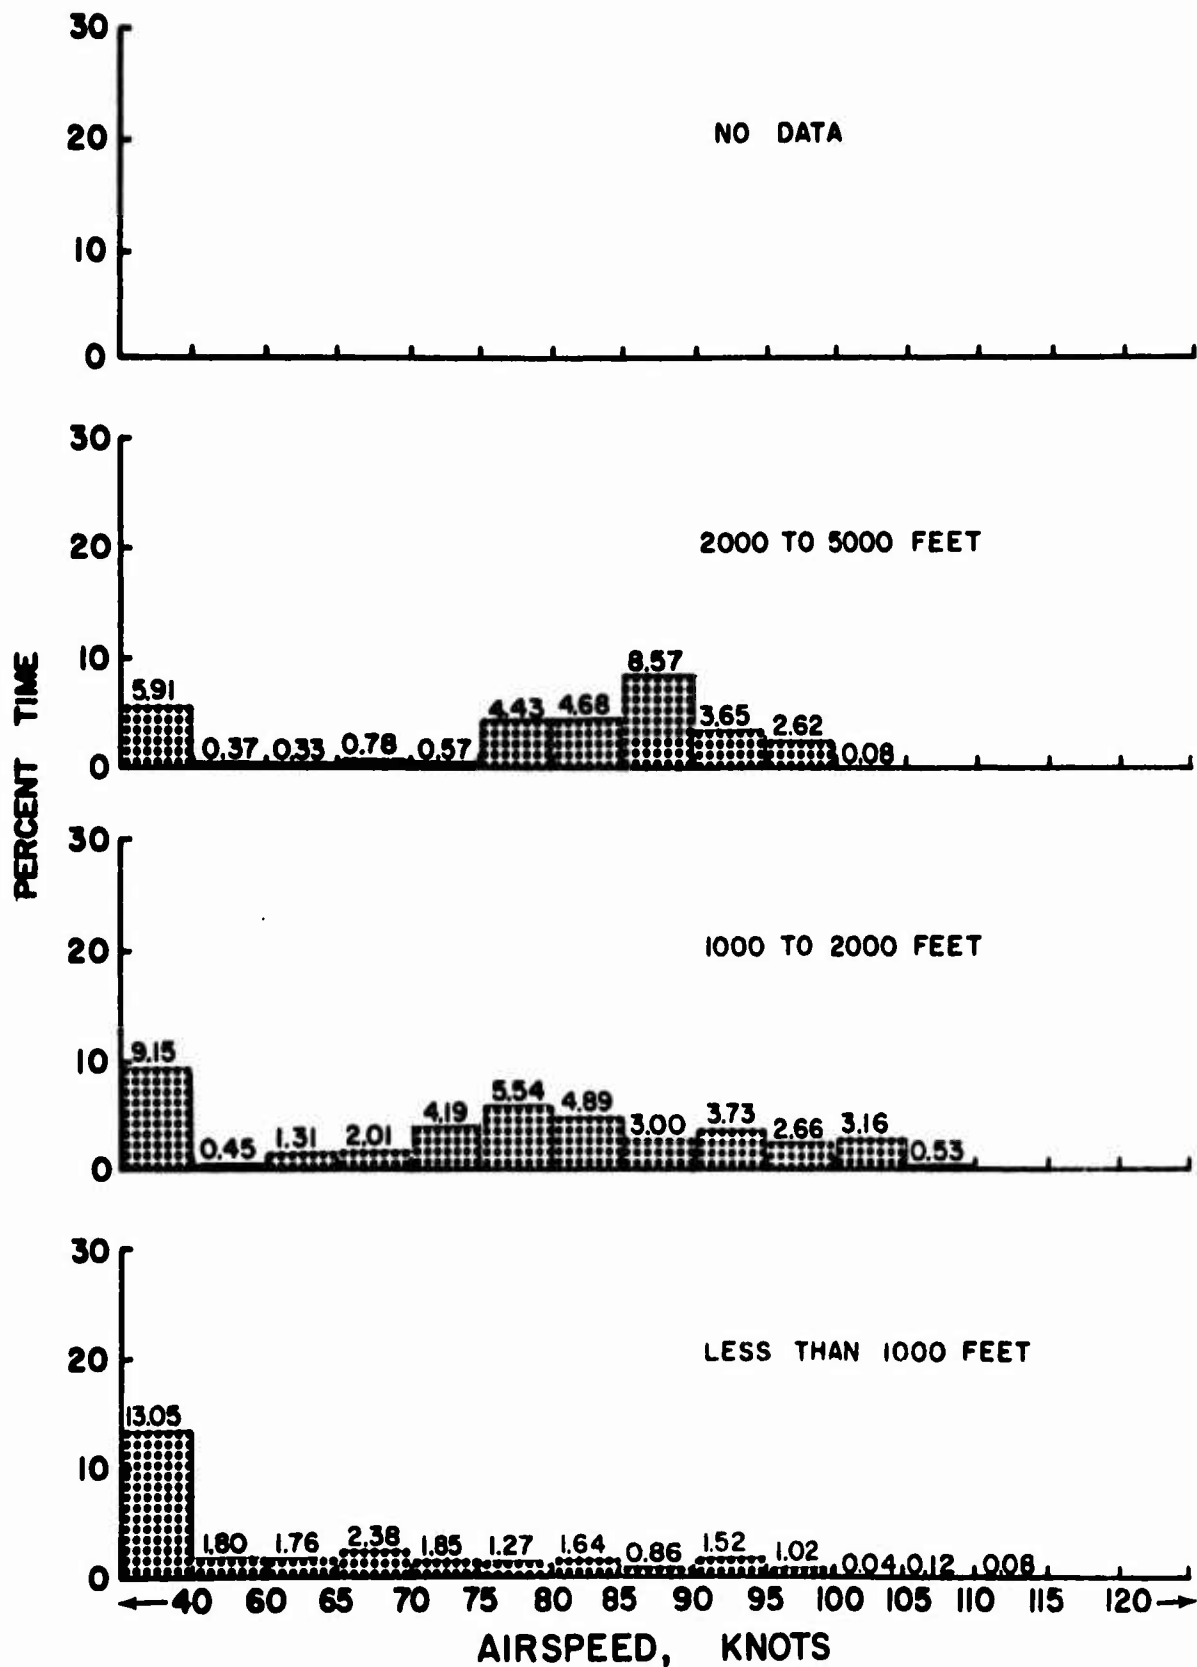 30
20
NO DATA
10
0
30
20
2000 TO 5000 FEET
10
5.91 0.37 0.33 0.78 0.57 4.43 4.68 8.57 3.65 2.62 0.08
0
PERCENT TIME
30
20
1000 TO 2000 FEET
10
9.15 0.45 1.31 2.01 4.19 5.54 4.89 3.00 3.73 2.66 3.16 0.53
0
30
20
LESS THAN 1000 FEET
13.05 1.80 1.76 2.38 1.85 1.27 1.64 0.86 1.52 1.02 0.04 0.12 0.08
10
0
←40 60 65 70 75 80 85 90 95 100 105 110 115 120→
AIRSPEED, KNOTS